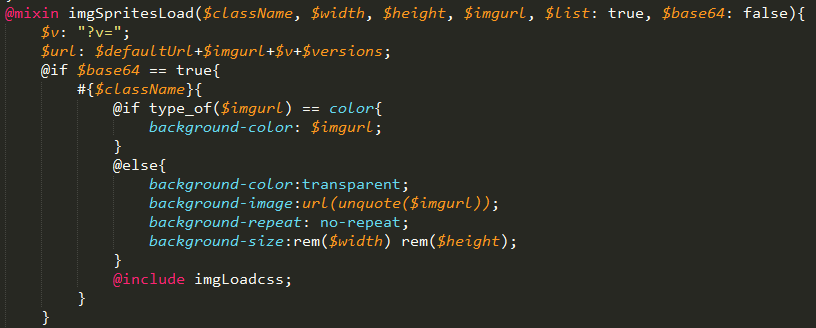 @mixin imgSpritesLoad($className, $width, $height, $imgurl, $list: true, $base64: false){
$v: "?v=";
$url: $defaultUrl+$imgurl+$v+$versions;
@if $base64 == true{
#{$className}{
@if type_of($imgurl) == color{
background-color: $imgurl;
}
@else{
background-color:transparent;
background-image:url(unquote($imgurl));
background-repeat: no-repeat;
background-size:rem($width) rem($height);
}
@include imgLoadcss;
}
}